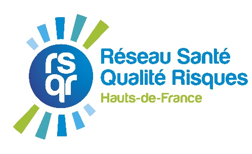 rs
qr
Réseau Santé
Qualité Risques
Hauts-de-France